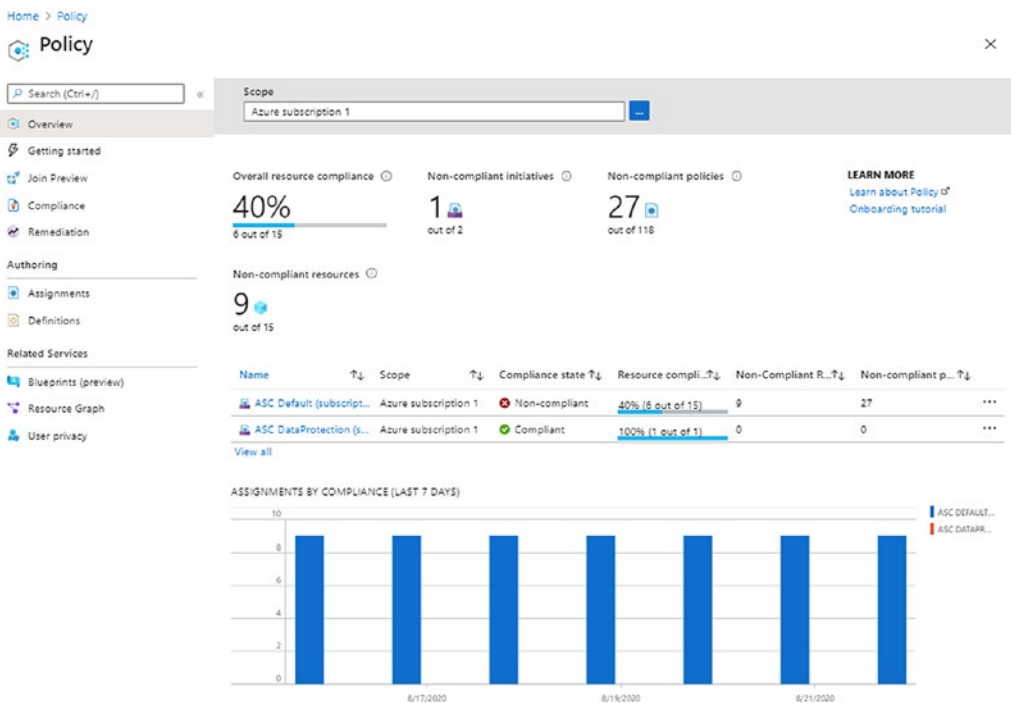 Home > Policy
Policy
Search (Ctrl+/)
Overview
Getting started
Join Preview
Compliance
Remediation
Authoring
Assignments
Definitions
Related Services
Blueprints (preview)
Resource Graph
User privacy
Scope
Azure subscription 1
Overall resource compliance
40%
6 out of 15
Non-compliant initiatives
1
out of 2
Non-compliant policies
27
out of 118
LEARN MORE
Learn about Policy
Onboarding tutorial
Non-compliant resources
9
out of 15
Name Scope Compliance state Resource compli... Non-Compliant R... Non-compliant p...
ASC Default (subscript... Azure subscription 1 Non-compliant 40% (6 out of 15) 9 27 ...
ASC DataProtection (s... Azure subscription 1 Compliant 100% (1 out of 1) 0 0 ...
View all
ASSIGNMENTS BY COMPLIANCE (LAST 7 DAYS)
10
8
6
4
2
0
8/17/2020 8/19/2020 8/21/2020
ASC DEFAULT...
ASC DATAPR...